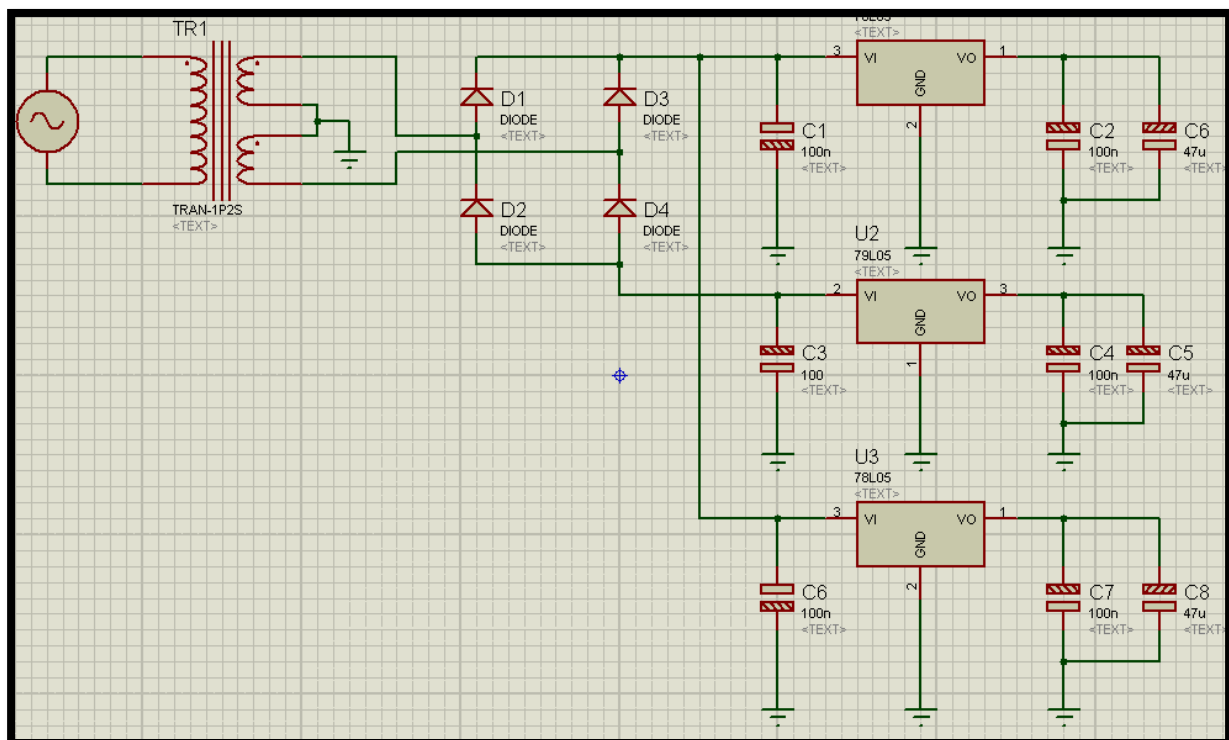 TR1
TRAN-1P2S
<TEXT>
D1
DIODE
<TEXT>
D3
DIODE
<TEXT>
D2
DIODE
<TEXT>
D4
DIODE
<TEXT>
C1
100n
<TEXT>
78L05
<TEXT>
3
VI
VO
1
GND
2
C2
100n
<TEXT>
C6
47u
<TEXT>
U2
79L05
<TEXT>
2
VI
VO
3
GND
1
C3
100
<TEXT>
C4
100n
<TEXT>
C5
47u
<TEXT>
U3
78L05
<TEXT>
3
VI
VO
1
GND
2
C6
100n
<TEXT>
C7
100n
<TEXT>
C8
47u
<TEXT>